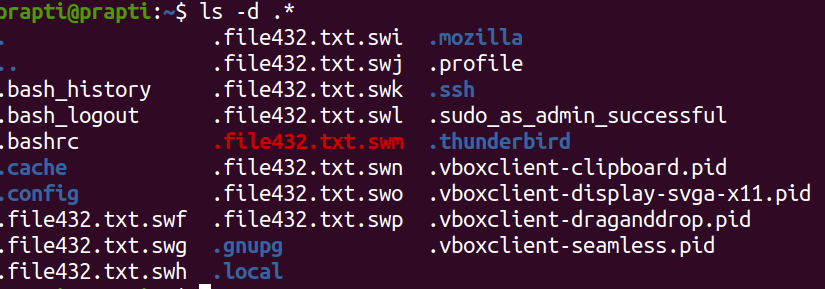 prapti@prapti:~$ ls -d .*
. .file432.txt.swi .mozilla
.. .file432.txt.swj .profile
.bash_history .file432.txt.swk .ssh
.bash_logout .file432.txt.swl .sudo_as_admin_successful
.bashrc .file432.txt.swm .thunderbird
.cache .file432.txt.swn .vboxclient-clipboard.pid
.config .file432.txt.swo .vboxclient-display-svga-x11.pid
.file432.txt.swf .file432.txt.swp .vboxclient-draganddrop.pid
.file432.txt.swg .gnupg .vboxclient-seamless.pid
.file432.txt.swh .local